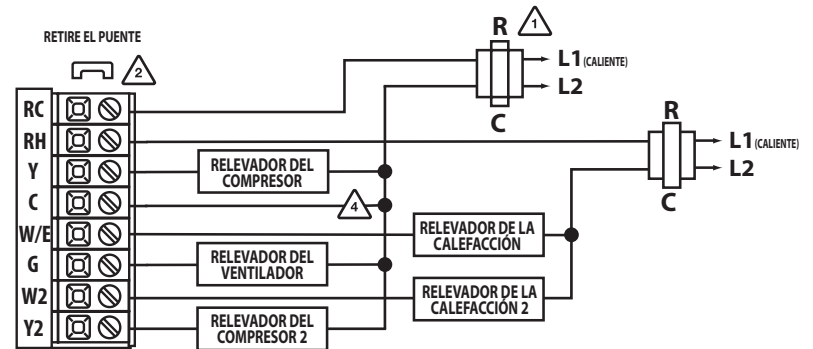 RETIRE EL PUENTE
2
R
1
L1 (CALIENTE)
L2
C
R
L1 (CALIENTE)
L2
C
RC
RH
Y
RELEVADOR DEL
COMPRESOR
C
4
W/E
RELEVADOR DE LA
CALEFACCIÓN
G
RELEVADOR DEL
VENTILADOR
W2
RELEVADOR DE LA
CALEFACCIÓN 2
Y2
RELEVADOR DEL
COMPRESOR 2